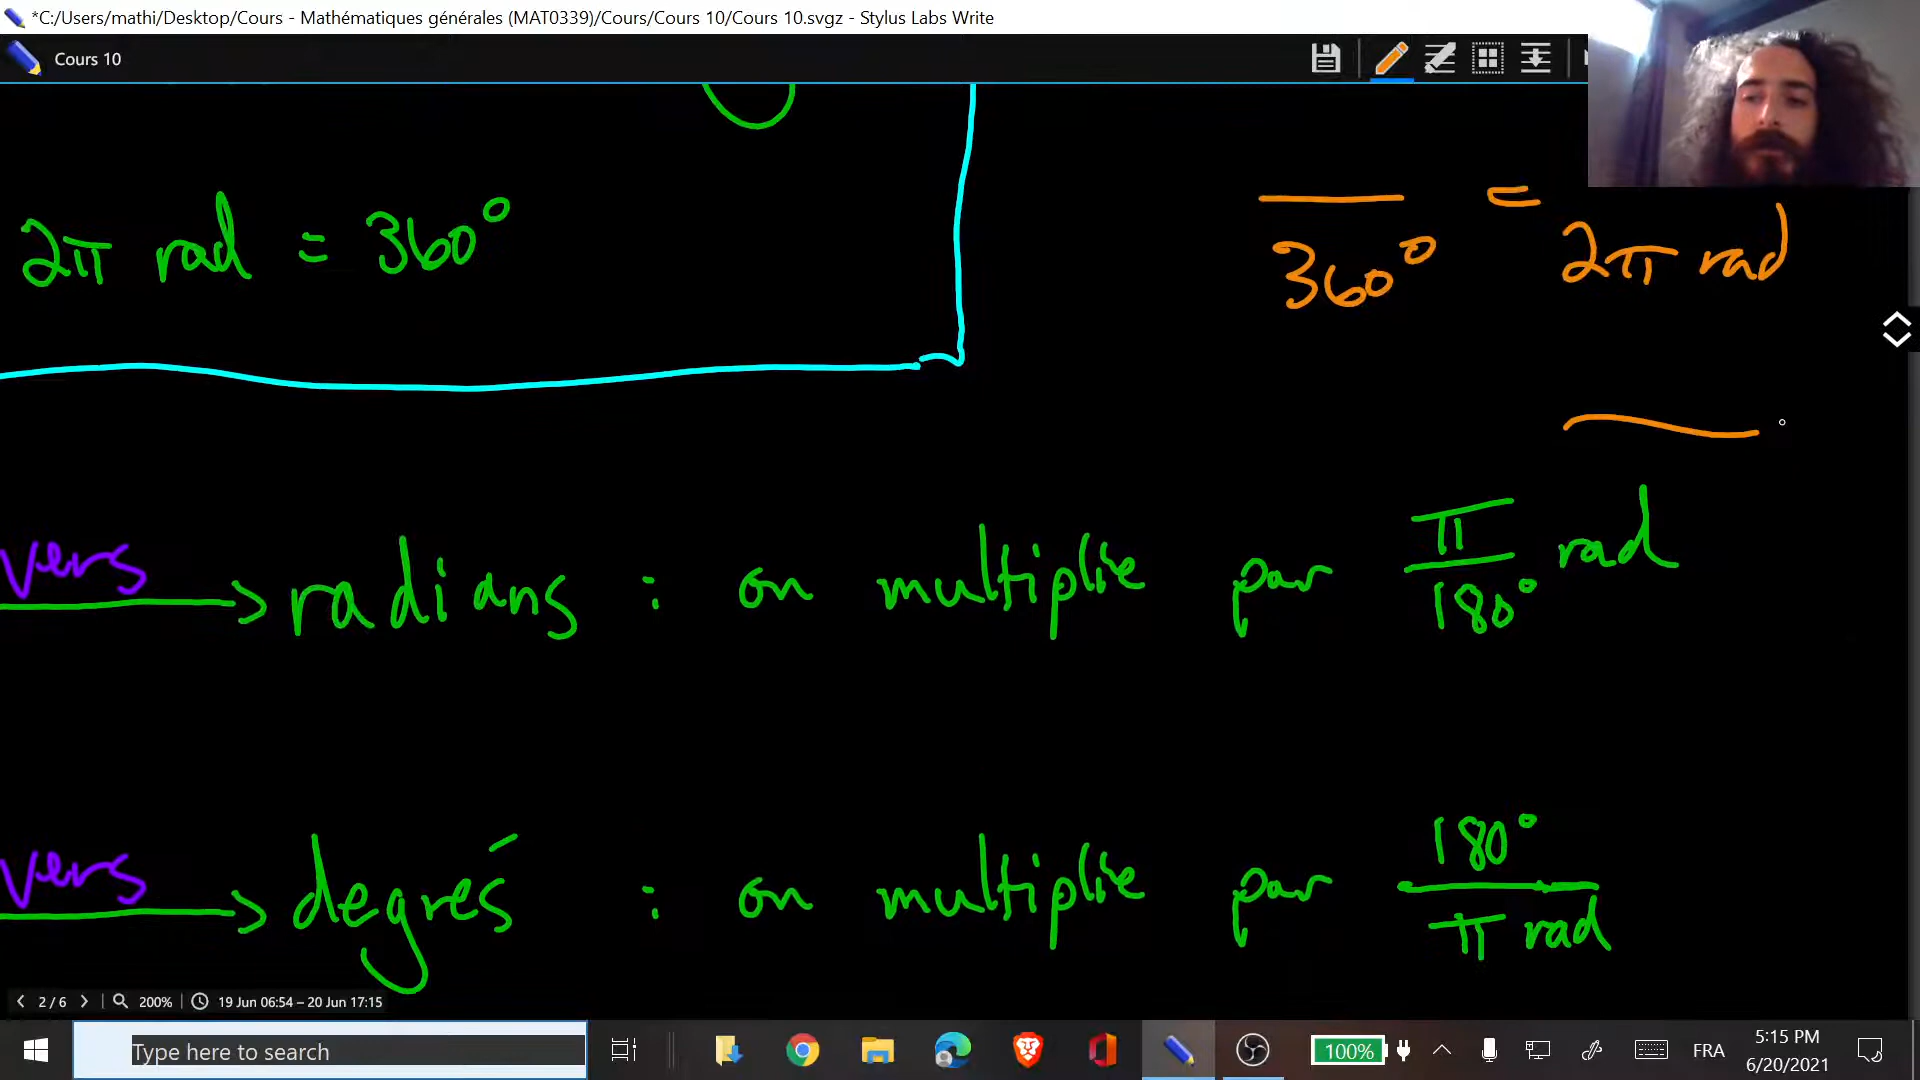 *C:/Users/mathi/Desktop/Cours - Mathématiques générales (MAT0339)/Cours/Cours 10/Cours 10.svgz - Stylus Labs Write
Cours 10
2π rad = 360°
360° = 2π rad
vers radians : on multiplie par π/180° rad
vers degrés : on multiplie par 180°/π rad
2/6 200% 19 Jun 06:54 – 20 Jun 17:15
Type here to search
100%
FRA
5:15 PM
6/20/2021